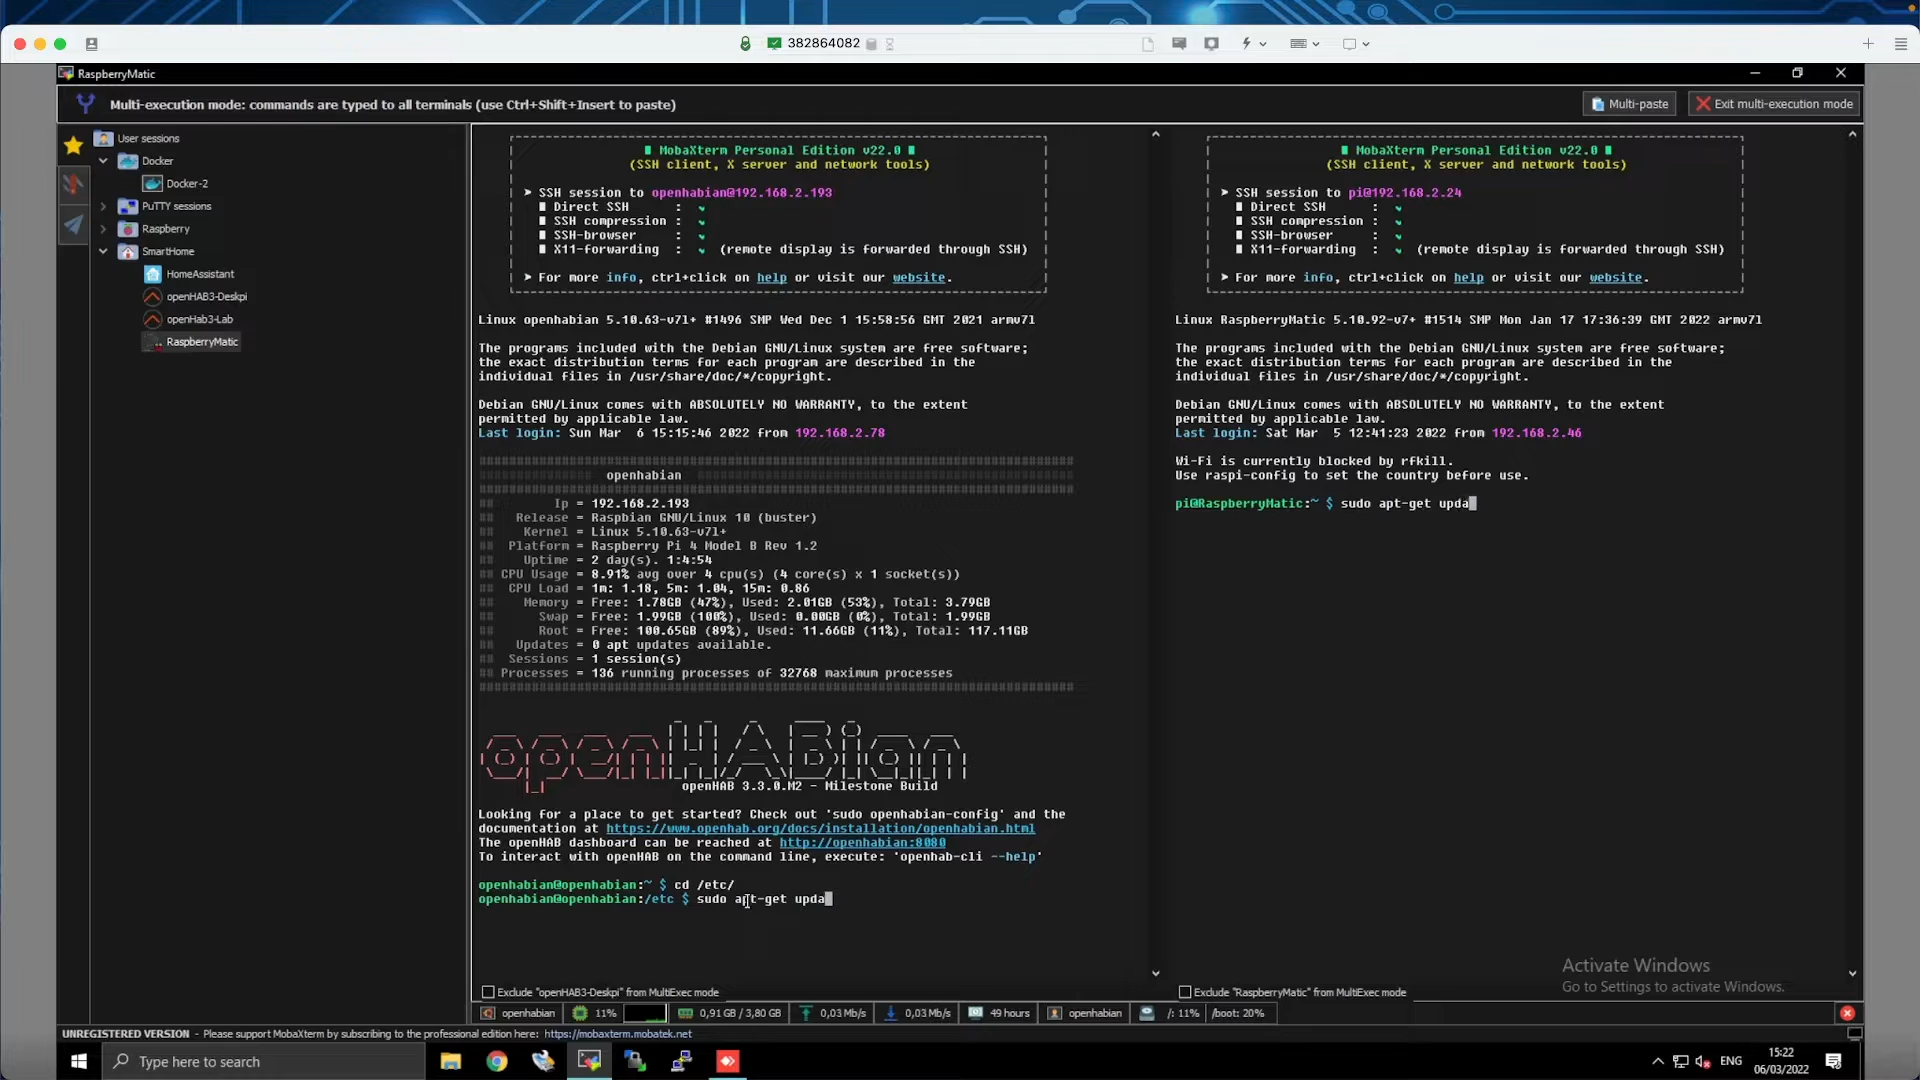 382864082
RaspberryMatic
Multi-execution mode: commands are typed to all terminals (use Ctrl+Shift+Insert to paste)
Multi-paste
Exit multi-execution mode
User sessions
Docker
Docker-2
PuTTY sessions
Raspberry
SmartHome
HomeAssistant
openHAB3-Deskpi
openHab3-Lab
RaspberryMatic
MobaXterm Personal Edition v22.0
(SSH client, X server and network tools)
SSH session to openhabian@192.168.2.193
Direct SSH :
SSH compression :
SSH-browser :
X11-forwarding : (remote display is forwarded through SSH)
For more info, ctrl+click on help or visit our website.
Linux openhabian 5.10.63-v7l+ #1496 SMP Wed Dec 1 15:58:56 GMT 2021 armv7l
The programs included with the Debian GNU/Linux system are free software;
the exact distribution terms for each program are described in the
individual files in /usr/share/doc/*/copyright.
Debian GNU/Linux comes with ABSOLUTELY NO WARRANTY, to the extent
permitted by applicable law.
Last login: Sun Mar 6 15:15:46 2022 from 192.168.2.78
###############################################################################
############### openhabian ####################################################
###############################################################################
## Ip = 192.168.2.193
## Release = Raspbian GNU/Linux 10 (buster)
## Kernel = Linux 5.10.63-v7l+
## Platform = Raspberry Pi 4 Model B Rev 1.2
## Uptime = 2 day(s). 1:4:54
## CPU Usage = 8.91% avg over 4 cpu(s) (4 core(s) x 1 socket(s))
## CPU Load = 1m: 1.18, 5m: 1.04, 15m: 0.86
## Memory = Free: 1.78GB (47%), Used: 2.01GB (53%), Total: 3.79GB
## Swap = Free: 1.99GB (100%), Used: 0.00GB (0%), Total: 1.99GB
## Root = Free: 100.65GB (89%), Used: 11.66GB (11%), Total: 117.11GB
## Updates = 0 apt updates available.
## Sessions = 1 session(s)
## Processes = 136 running processes of 32768 maximum processes
###############################################################################
openHABian
openHAB 3.3.0.M2 - Milestone Build
Looking for a place to get started? Check out 'sudo openhabian-config' and the
documentation at https://www.openhab.org/docs/installation/openhabian.html
The openHAB dashboard can be reached at http://openhabian:8080
To interact with openHAB on the command line, execute: 'openhab-cli --help'
openhabian@openhabian:~ $ cd /etc/
openhabian@openhabian:/etc $ sudo apt-get upda
Exclude "openHAB3-Deskpi" from MultiExec mode
MobaXterm Personal Edition v22.0
(SSH client, X server and network tools)
SSH session to pi@192.168.2.24
Direct SSH :
SSH compression :
SSH-browser :
X11-forwarding : (remote display is forwarded through SSH)
For more info, ctrl+click on help or visit our website.
Linux RaspberryMatic 5.10.92-v7+ #1514 SMP Mon Jan 17 17:36:39 GMT 2022 armv7l
The programs included with the Debian GNU/Linux system are free software;
the exact distribution terms for each program are described in the
individual files in /usr/share/doc/*/copyright.
Debian GNU/Linux comes with ABSOLUTELY NO WARRANTY, to the extent
permitted by applicable law.
Last login: Sat Mar 5 12:41:23 2022 from 192.168.2.46
Wi-Fi is currently blocked by rfkill.
Use raspi-config to set the country before use.
pi@RaspberryMatic:~ $ sudo apt-get upda
Activate Windows
Go to Settings to activate Windows.
Exclude "RaspberryMatic" from MultiExec mode
openhabian 11% 0,91 GB / 3,80 GB 0,03 Mb/s 0,03 Mb/s 49 hours openhabian /: 11% /boot: 20%
UNREGISTERED VERSION - Please support MobaXterm by subscribing to the professional edition here: https://mobaxterm.mobatek.net
Type here to search
ENG
15:22
06/03/2022